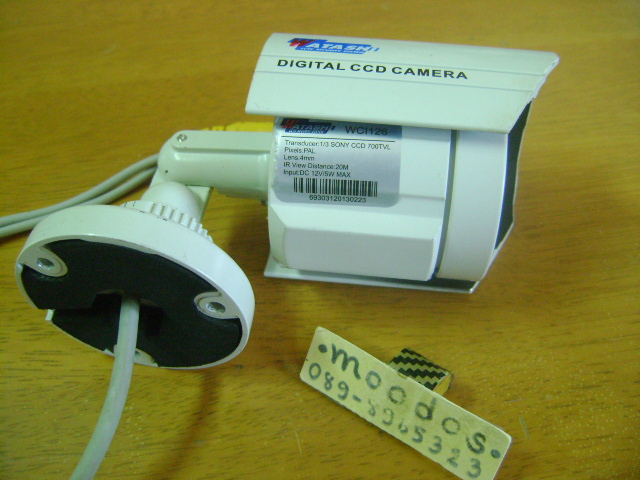 WATASHI
DIGITAL CCD CAMERA
WATASHI
WCI126
Transducer:1/3 SONY CCD 700TVL
Pixels:PAL.
Lens:4mm
IR View Distance:20M
Input:DC 12V/5W MAX
69303120130223
.moodos.
089-8965323